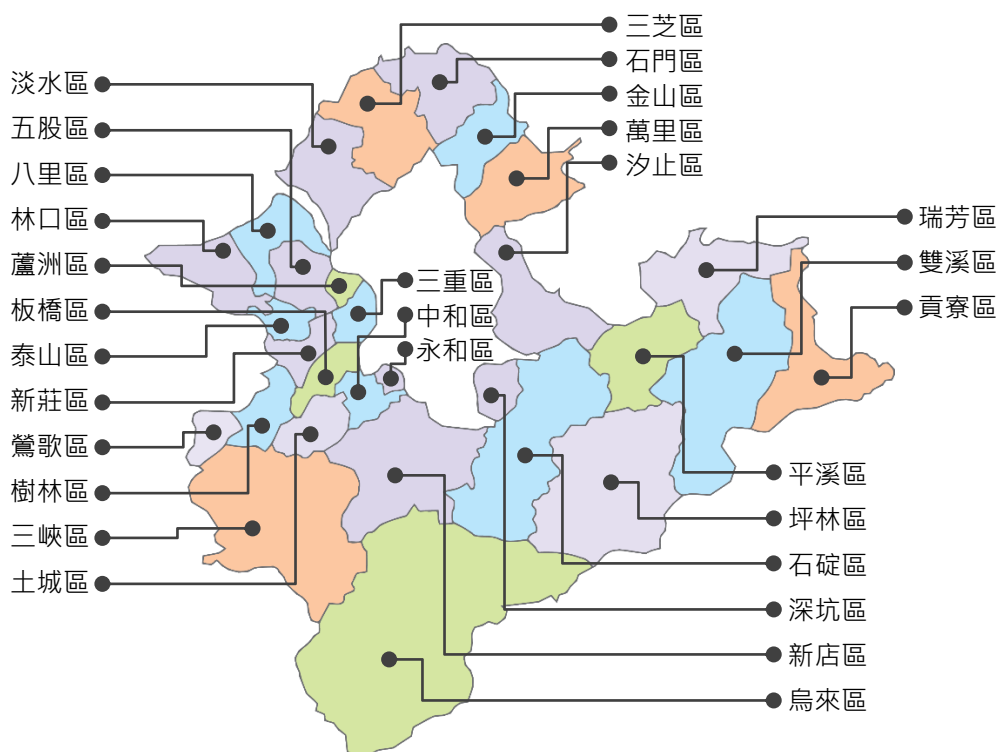 三芝區
石門區
金山區
萬里區
汐止區
淡水區
五股區
八里區
林口區
蘆洲區
板橋區
泰山區
新莊區
鶯歌區
樹林區
三峽區
土城區
三重區
中和區
永和區
瑞芳區
雙溪區
貢寮區
平溪區
坪林區
石碇區
深坑區
新店區
烏來區